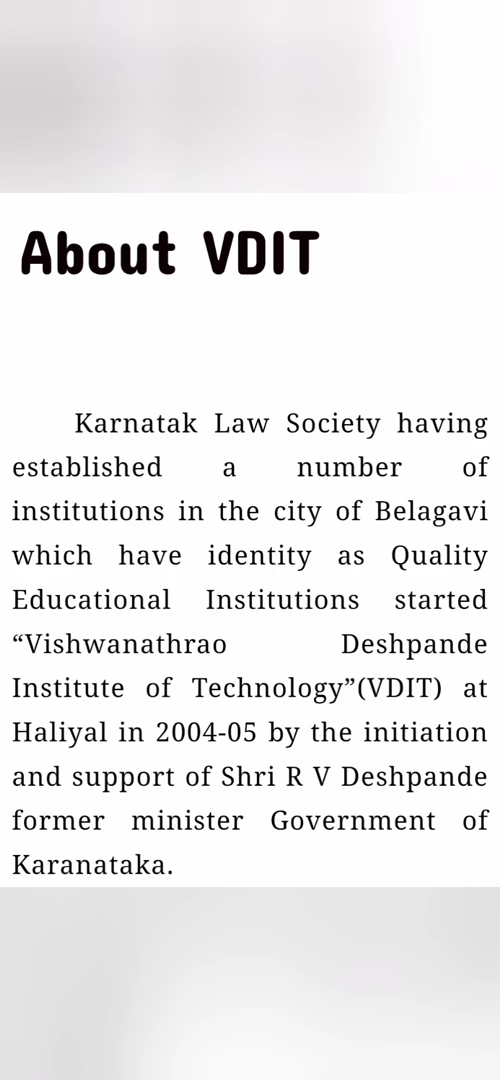 About VDIT
Karnatak Law Society having
established a number of
institutions in the city of Belagavi
which have identity as Quality
Educational Institutions started
“Vishwanathrao Deshpande
Institute of Technology”(VDIT) at
Haliyal in 2004-05 by the initiation
and support of Shri R V Deshpande
former minister Government of
Karanataka.